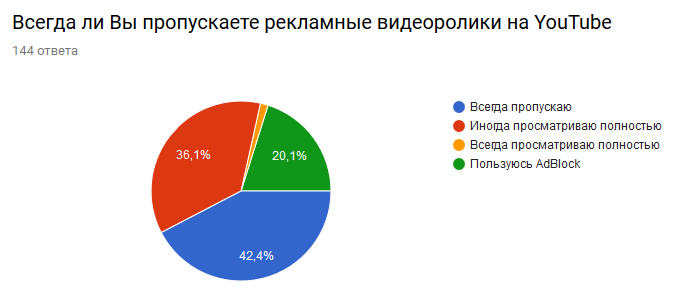 Всегда ли Вы пропускаете рекламные видеоролики на YouTube
144 ответа
Всегда пропускаю
Иногда просматриваю полностью
Всегда просматриваю полностью
Пользуюсь AdBlock
36,1%
20,1%
42,4%